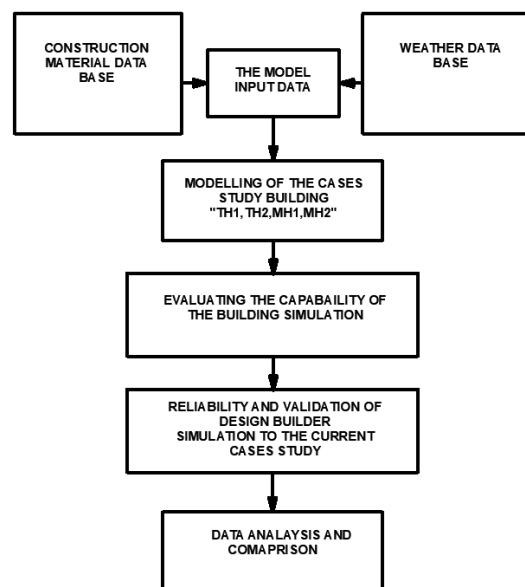 CONSTRUCTION
MATERIAL DATA
BASE
THE MODEL
INPUT DATA
WEATHER DATA
BASE
MODELLING OF THE CASES
STUDY BUILDING
"TH1, TH2,MH1,MH2"
EVALUATING THE CAPABAILITY OF
THE BUILDING SIMULATION
RELIABILITY AND VALIDATION OF
DESIGN BUILDER
SIMULATION TO THE CURRENT
CASES STUDY
DATA ANALAYSIS AND
COMAPRISON